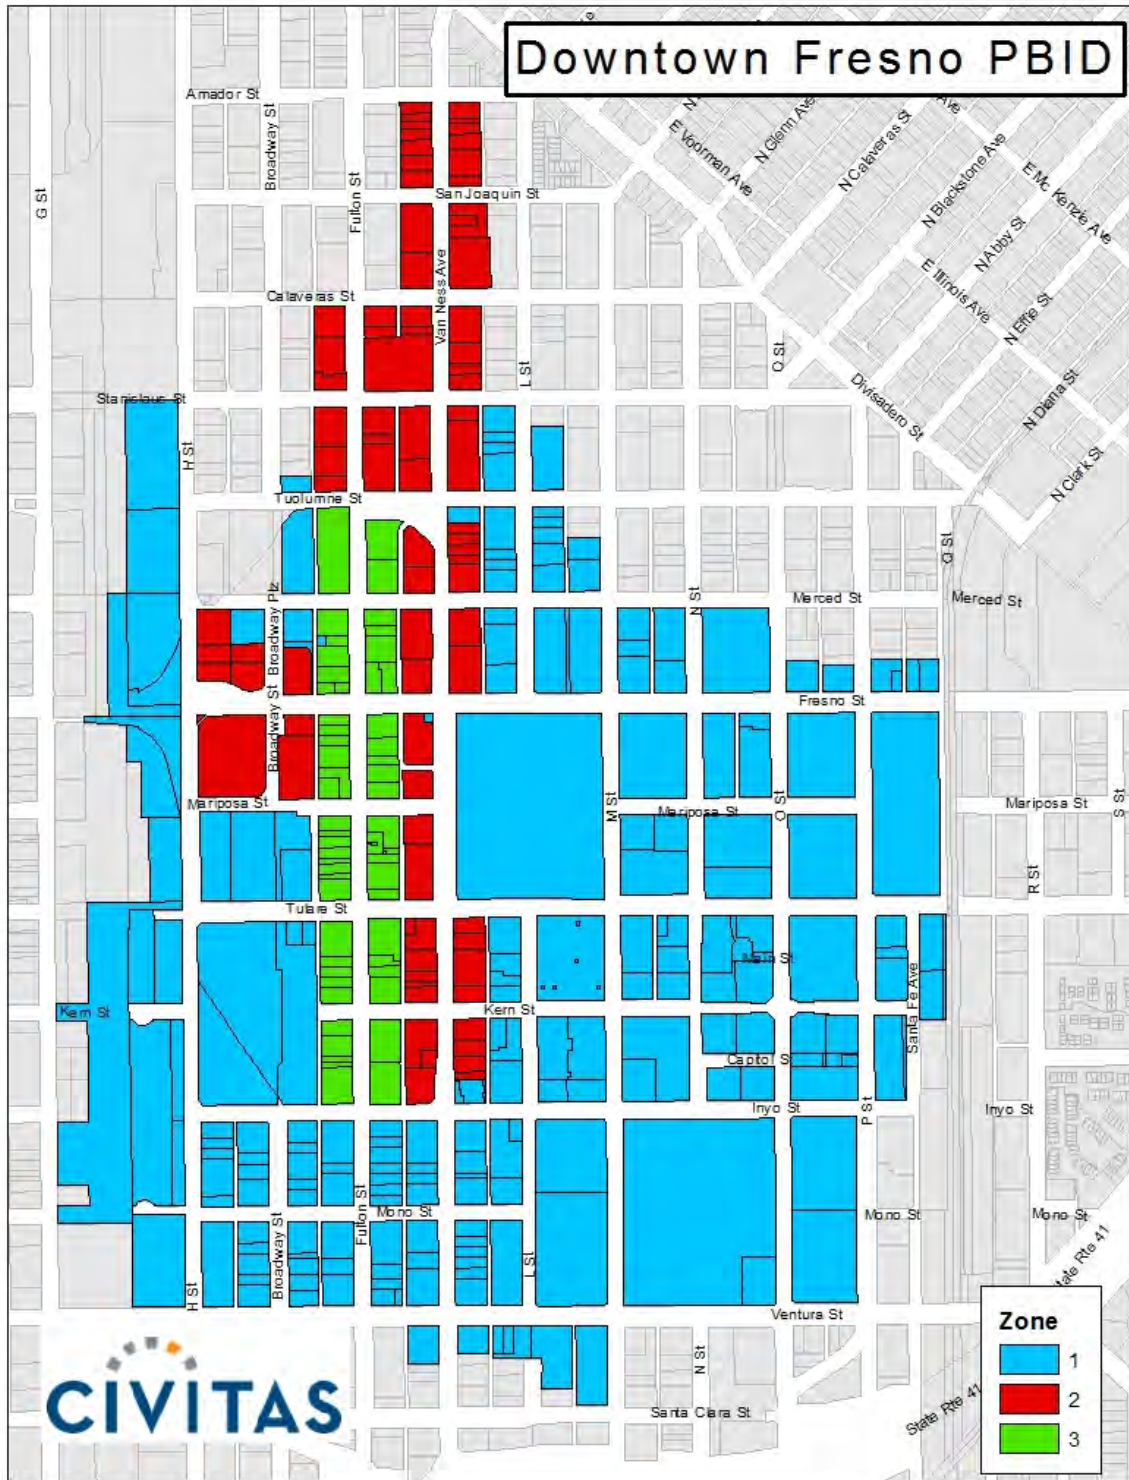 Downtown Fresno PBID
Amador St
Broadway St
G St
Fulton St
San Joaquin St
Van Ness Ave
E Voorman Ave
N Glenn Ave
N Calaveras St
Ave
N Blackstone Ave
E Mc Kenzie Ave
N Abby St
E Illinois Ave
N Effie St
Calaveras St
L St
O St
Divisadero St
N Diana St
N Clark St
Stanislaus St
H St
Tuolumne St
Q St
Broadway Plz
N St
Merced St
Merced St
Fresno St
Broadway St
Mariposa St
M St
Mariposa St
O St
Mariposa St
S St
R St
Tulare St
Main St
Santa Fe Ave
Kern St
Kern St
Capitol St
Inyo St
P St
Inyo St
Fulton St
Mono St
Mono St
Mono St
Broadway St
H St
L St
State Rte 41
Ventura St
N St
Santa Clara St
State Rte 41
Zone
1
2
3
CIVITAS